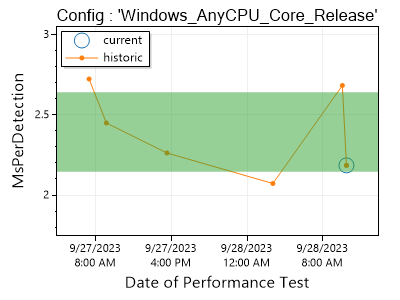 Config : 'Windows_AnyCPU_Core_Release'
current
historic
3
2.5
2
MsPerDetection
9/27/2023 9/27/2023 9/28/2023 9/28/2023
8:00 AM 4:00 PM 12:00 AM 8:00 AM
Date of Performance Test